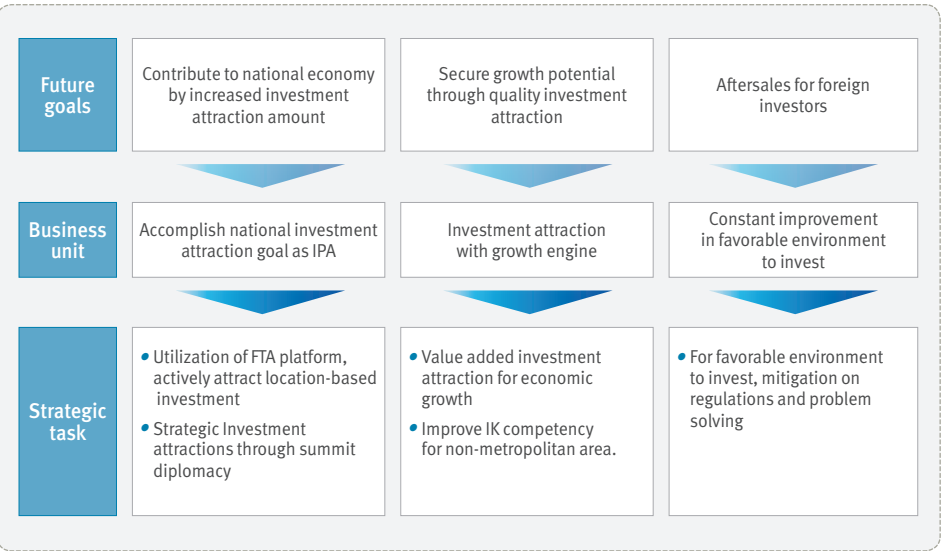 Future
goals
Contribute to national economy
by increased investment
attraction amount
Secure growth potential
through quality investment
attraction
Aftersales for foreign
investors
Business
unit
Accomplish national investment
attraction goal as IPA
Investment attraction
with growth engine
Constant improvement
in favorable environment
to invest
Strategic
task
• Utilization of FTA platform,
actively attract location-based
investment
• Strategic Investment
attractions through summit
diplomacy
• Value added investment
attraction for economic
growth
• Improve IK competency
for non-metropolitan area.
• For favorable environment
to invest, mitigation on
regulations and problem
solving